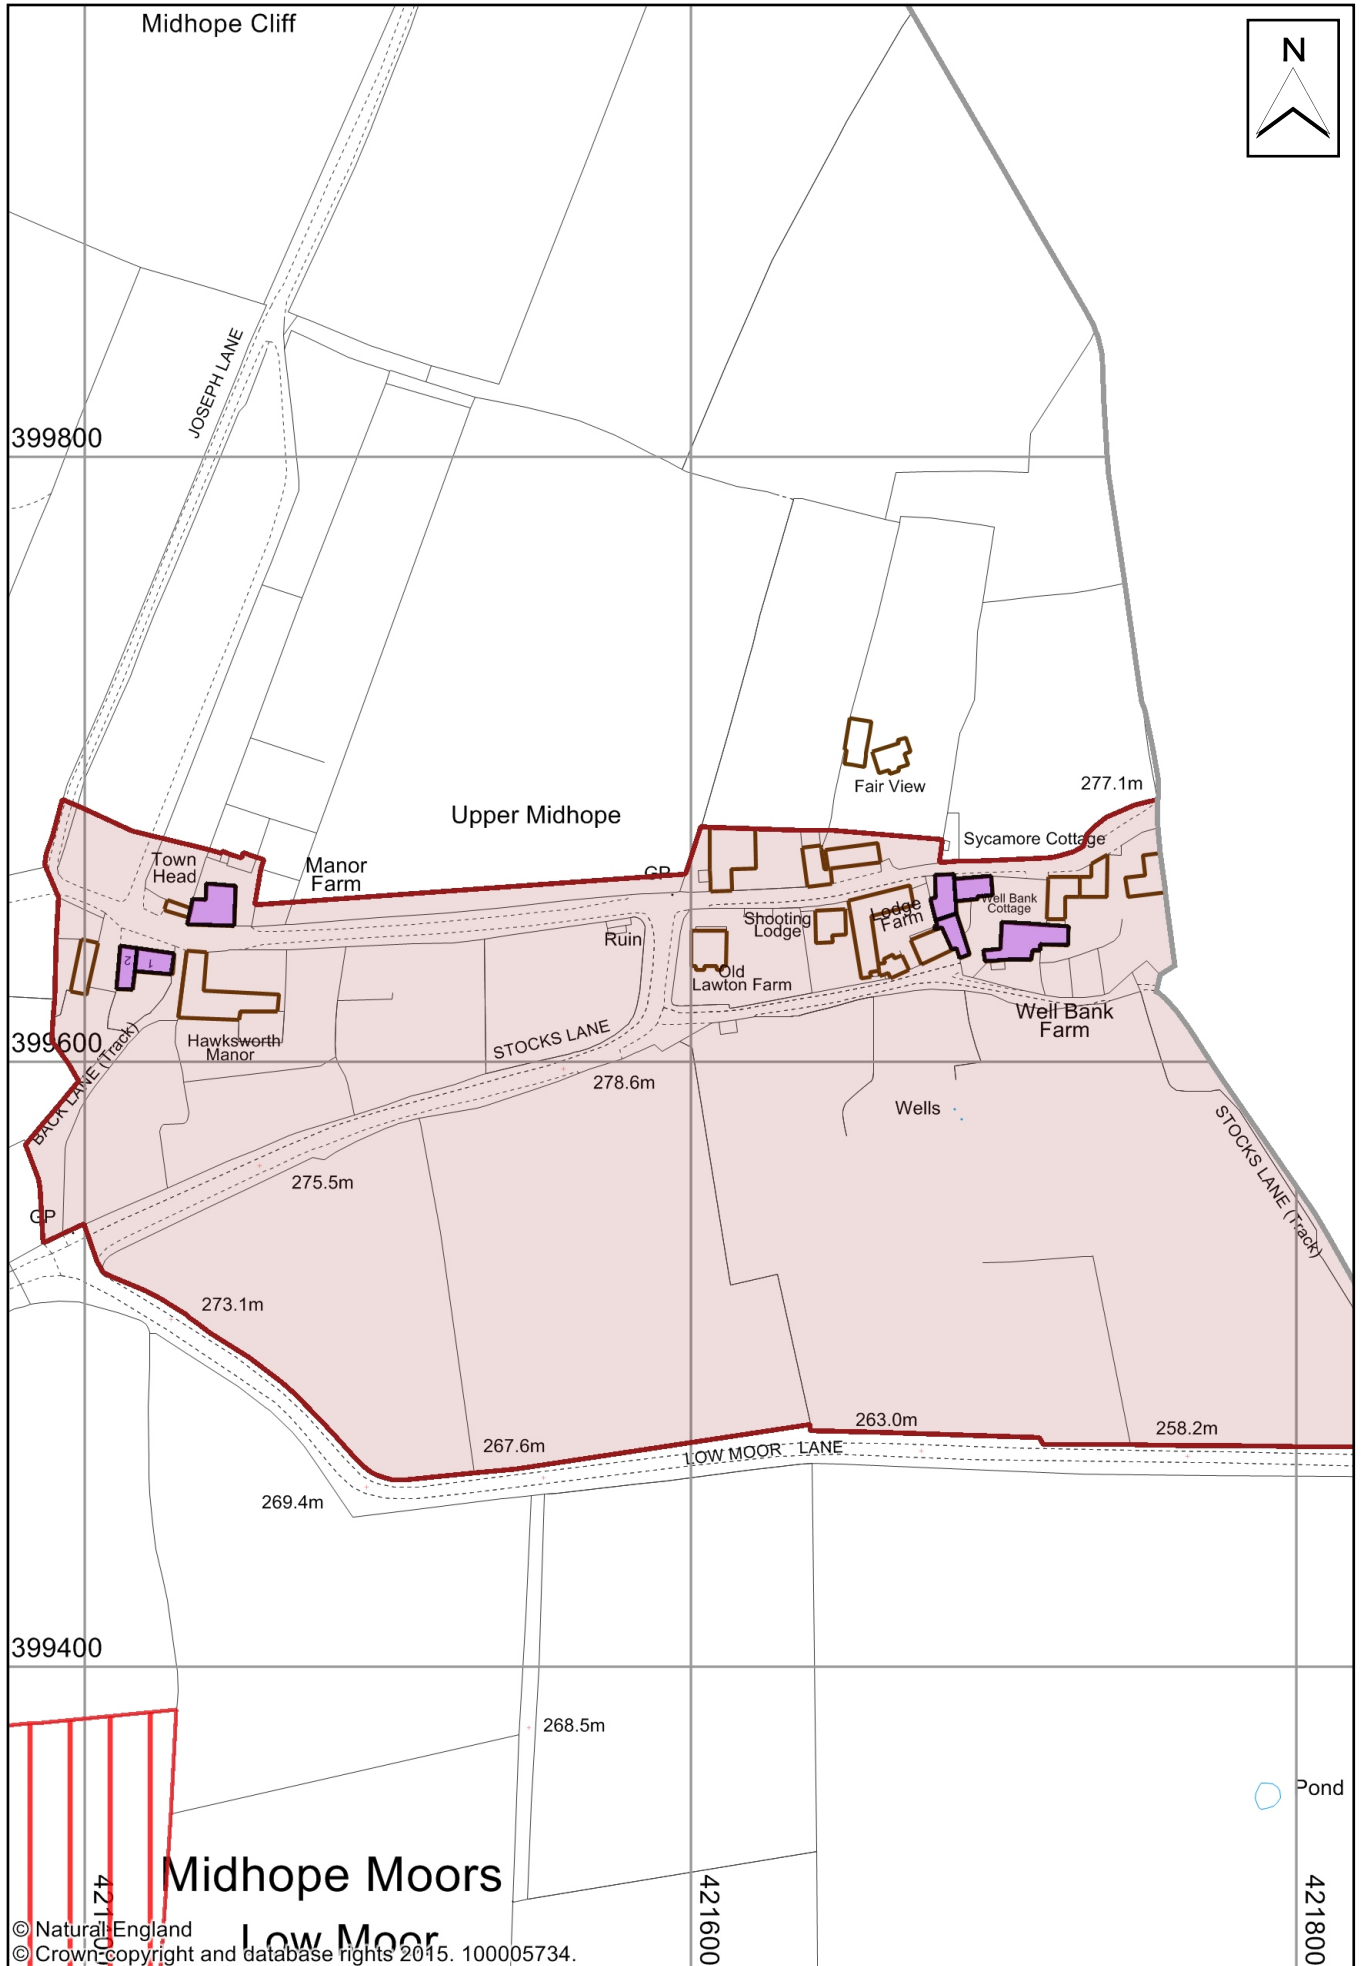 Midhope Cliff
N
JOSEPH LANE
399800
Fair View
277.1m
Upper Midhope
Sycamore Cottage
Town
Head
Manor
Farm
GP
Well Bank
Cottage
Lodge
Farm
Shooting
Lodge
Ruin
1
2
Old
Lawton Farm
Well Bank
Farm
STOCKS LANE
Hawksworth
Manor
399600
BACK LANE (Track)
278.6m
Wells
STOCKS LANE (Track)
275.5m
GP
273.1m
263.0m
258.2m
267.6m
LOW MOOR LANE
269.4m
399400
268.5m
Pond
Midhope Moors
Low Moor
421600
421800
© Natural England
© Crown copyright and database rights 2015. 100005734.